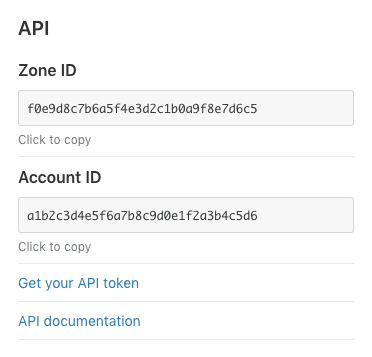 API
Zone ID
f0e9d8c7b6a5f4e3d2c1b0a9f8e7d6c5
Click to copy
Account ID
a1b2c3d4e5f6a7b8c9d0e1f2a3b4c5d6
Click to copy
Get your API token
API documentation